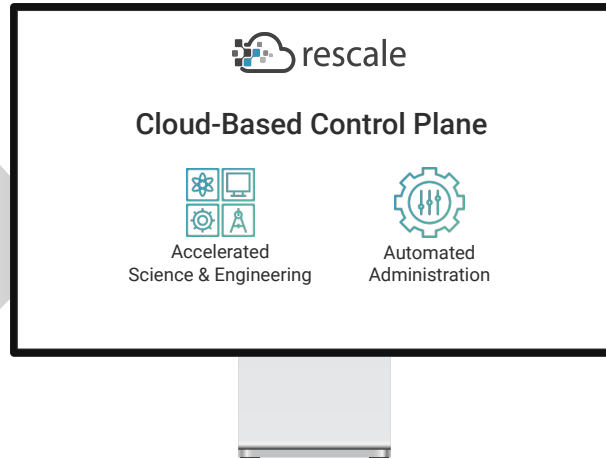 rescale
Cloud-Based Control Plane
Accelerated
Science & Engineering
Automated
Administration